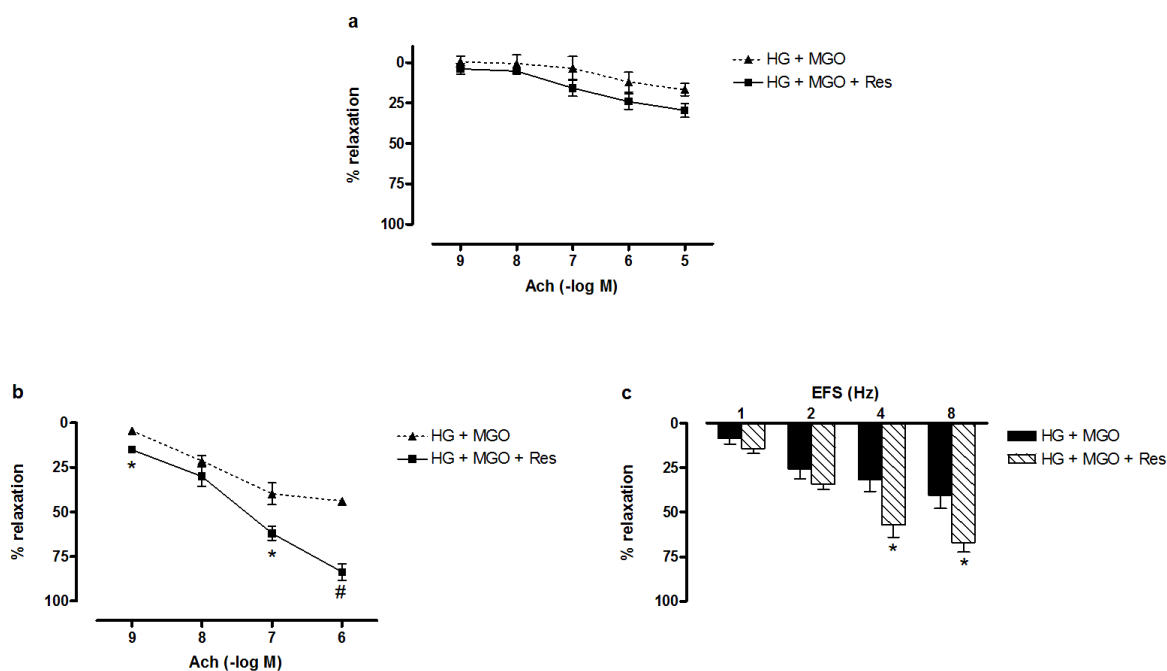 a
0
25
50
75
100
% relaxation
9 8 7 6 5
Ach (-log M)
HG + MGO
HG + MGO + Res
b
0
25
50
75
100
% relaxation
*
*
#
9 8 7 6
Ach (-log M)
HG + MGO
HG + MGO + Res
c
EFS (Hz)
1 2 4 8
0
25
50
75
100
% relaxation
*
*
HG + MGO
HG + MGO + Res